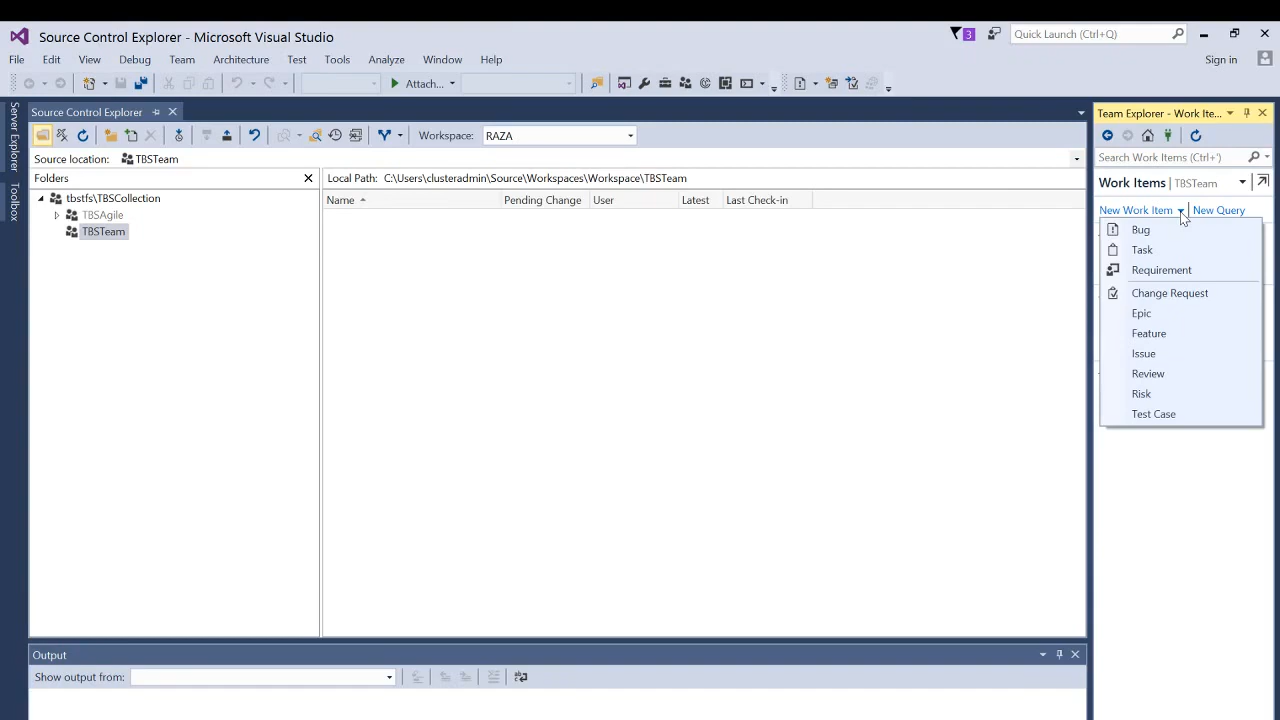 Source Control Explorer - Microsoft Visual Studio
3
Quick Launch (Ctrl+Q)
File Edit View Debug Team Tools Architecture Test Analyze Window Help
Sign in
Attach...
Server Explorer
Toolbox
Source Control Explorer
Workspace: RAZA
Source location: TBSTeam
Folders
tbstfs\TBSCollection
TBSAgile
TBSTeam
Local Path: C:\Users\clusteradmin\Source\Workspaces\Workspace\TBSTeam
Name Pending Change User Latest Last Check-in
Team Explorer - Work Ite...
Search Work Items (Ctrl+')
Work Items | TBSTeam
New Work Item | New Query
Bug
Task
Requirement
Change Request
Epic
Feature
Issue
Review
Risk
Test Case
Output
Show output from: